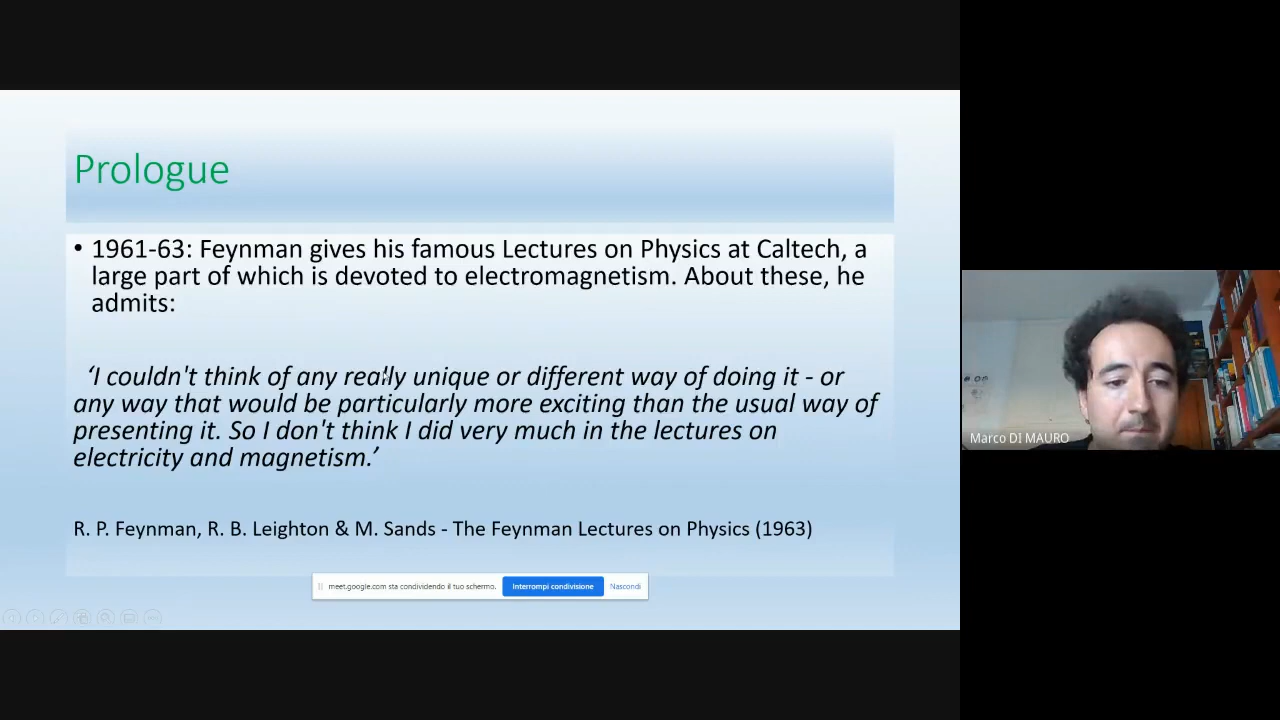 Prologue
• 1961-63: Feynman gives his famous Lectures on Physics at Caltech, a
large part of which is devoted to electromagnetism. About these, he
admits:
‘I couldn't think of any really unique or different way of doing it - or
any way that would be particularly more exciting than the usual way of
presenting it. So I don't think I did very much in the lectures on
electricity and magnetism.’
R. P. Feynman, R. B. Leighton & M. Sands - The Feynman Lectures on Physics (1963)
meet.google.com sta condividendo il tuo schermo. Interrompi condivisione Nascondi
Marco DI MAURO